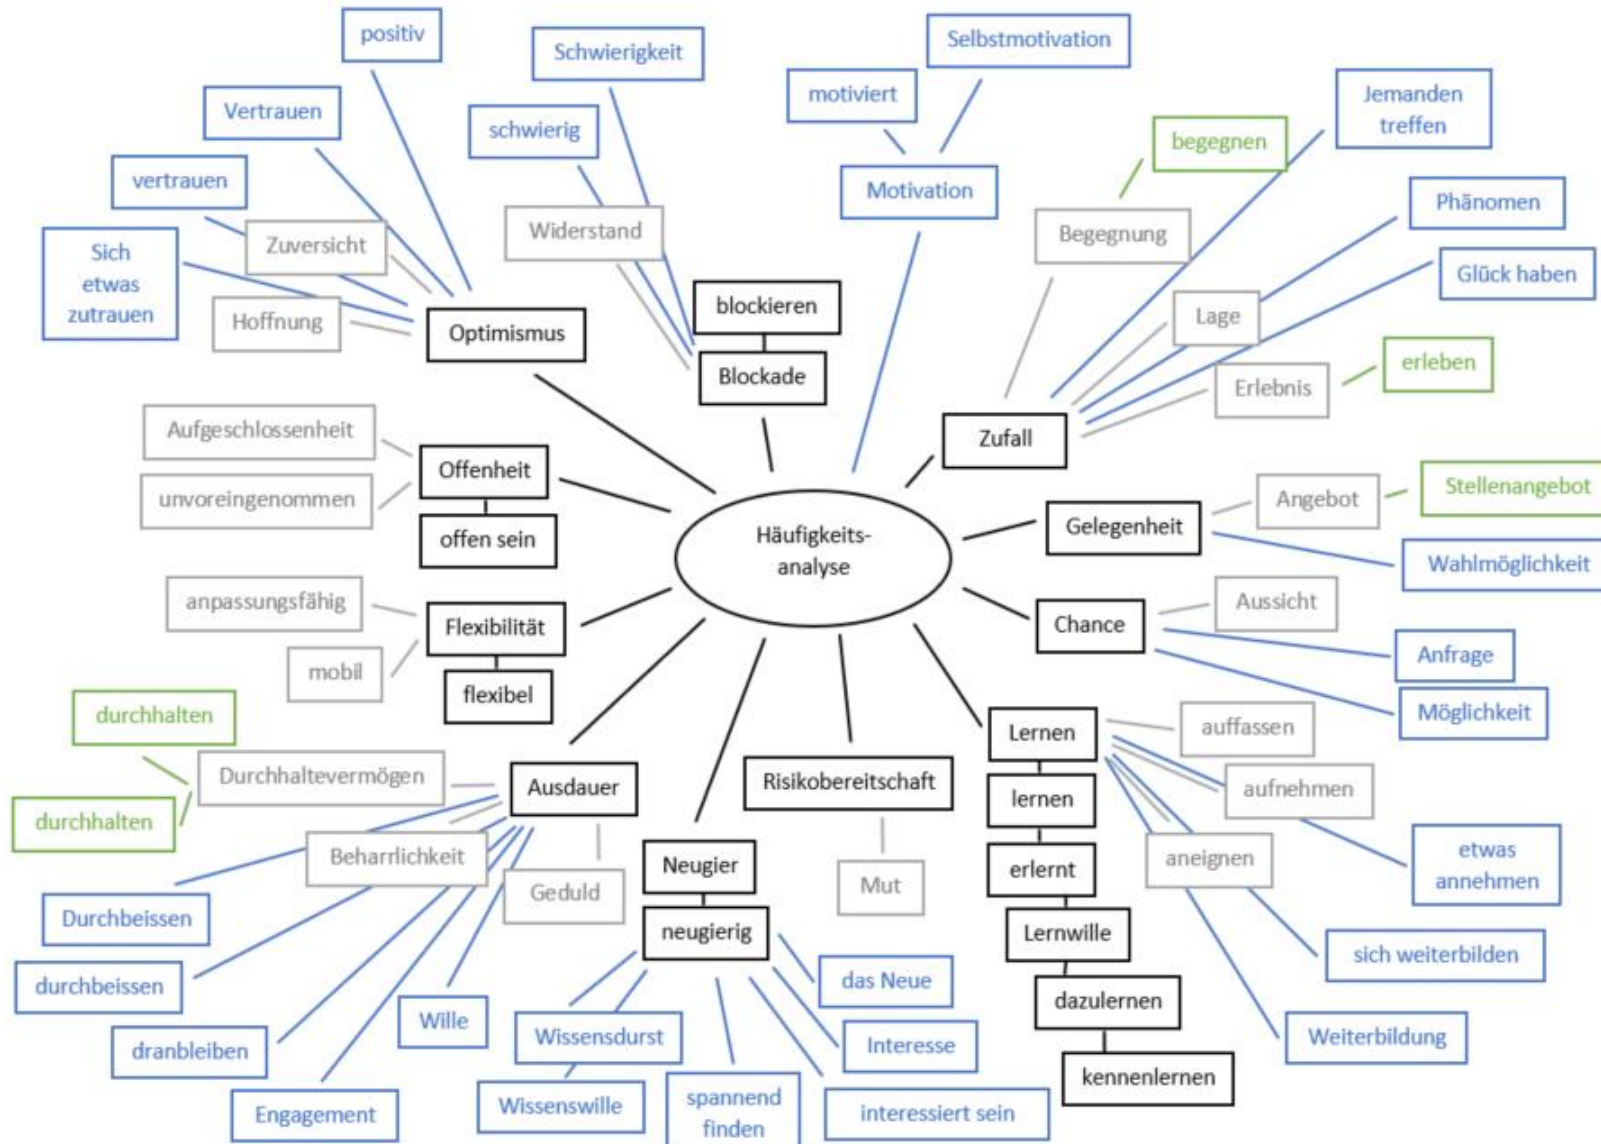 positiv
Schwierigkeit
Selbstmotivation
Vertrauen
schwierig
motiviert
Jemanden
treffen
begegnen
vertrauen
Motivation
Phänomen
Widerstand
Begegnung
Zuversicht
Sich
etwas
zutrauen
Glück haben
blockieren
Lage
Hoffnung
Optimismus
Blockade
Erlebnis
erleben
Aufgeschlossenheit
Zufall
Offenheit
unvoreingenommen
Angebot
Stellenangebot
Gelegenheit
offen sein
Häufigkeits-
analyse
Wahlmöglichkeit
anpassungsfähig
Aussicht
Flexibilität
Chance
Anfrage
mobil
flexibel
durchhalten
Möglichkeit
auffassen
Lernen
Durchhaltevermögen
Ausdauer
Risikobereitschaft
aufnehmen
lernen
durchhalten
Beharrlichkeit
Neugier
erlernt
aneignen
etwas
annehmen
Geduld
Mut
Durchbeissen
neugierig
Lernwille
sich weiterbilden
durchbeissen
das Neue
dazulernen
Wille
Wissensdurst
Interesse
Weiterbildung
dranbleiben
kennenlernen
Engagement
Wissenswille
spannend
finden
interessiert sein